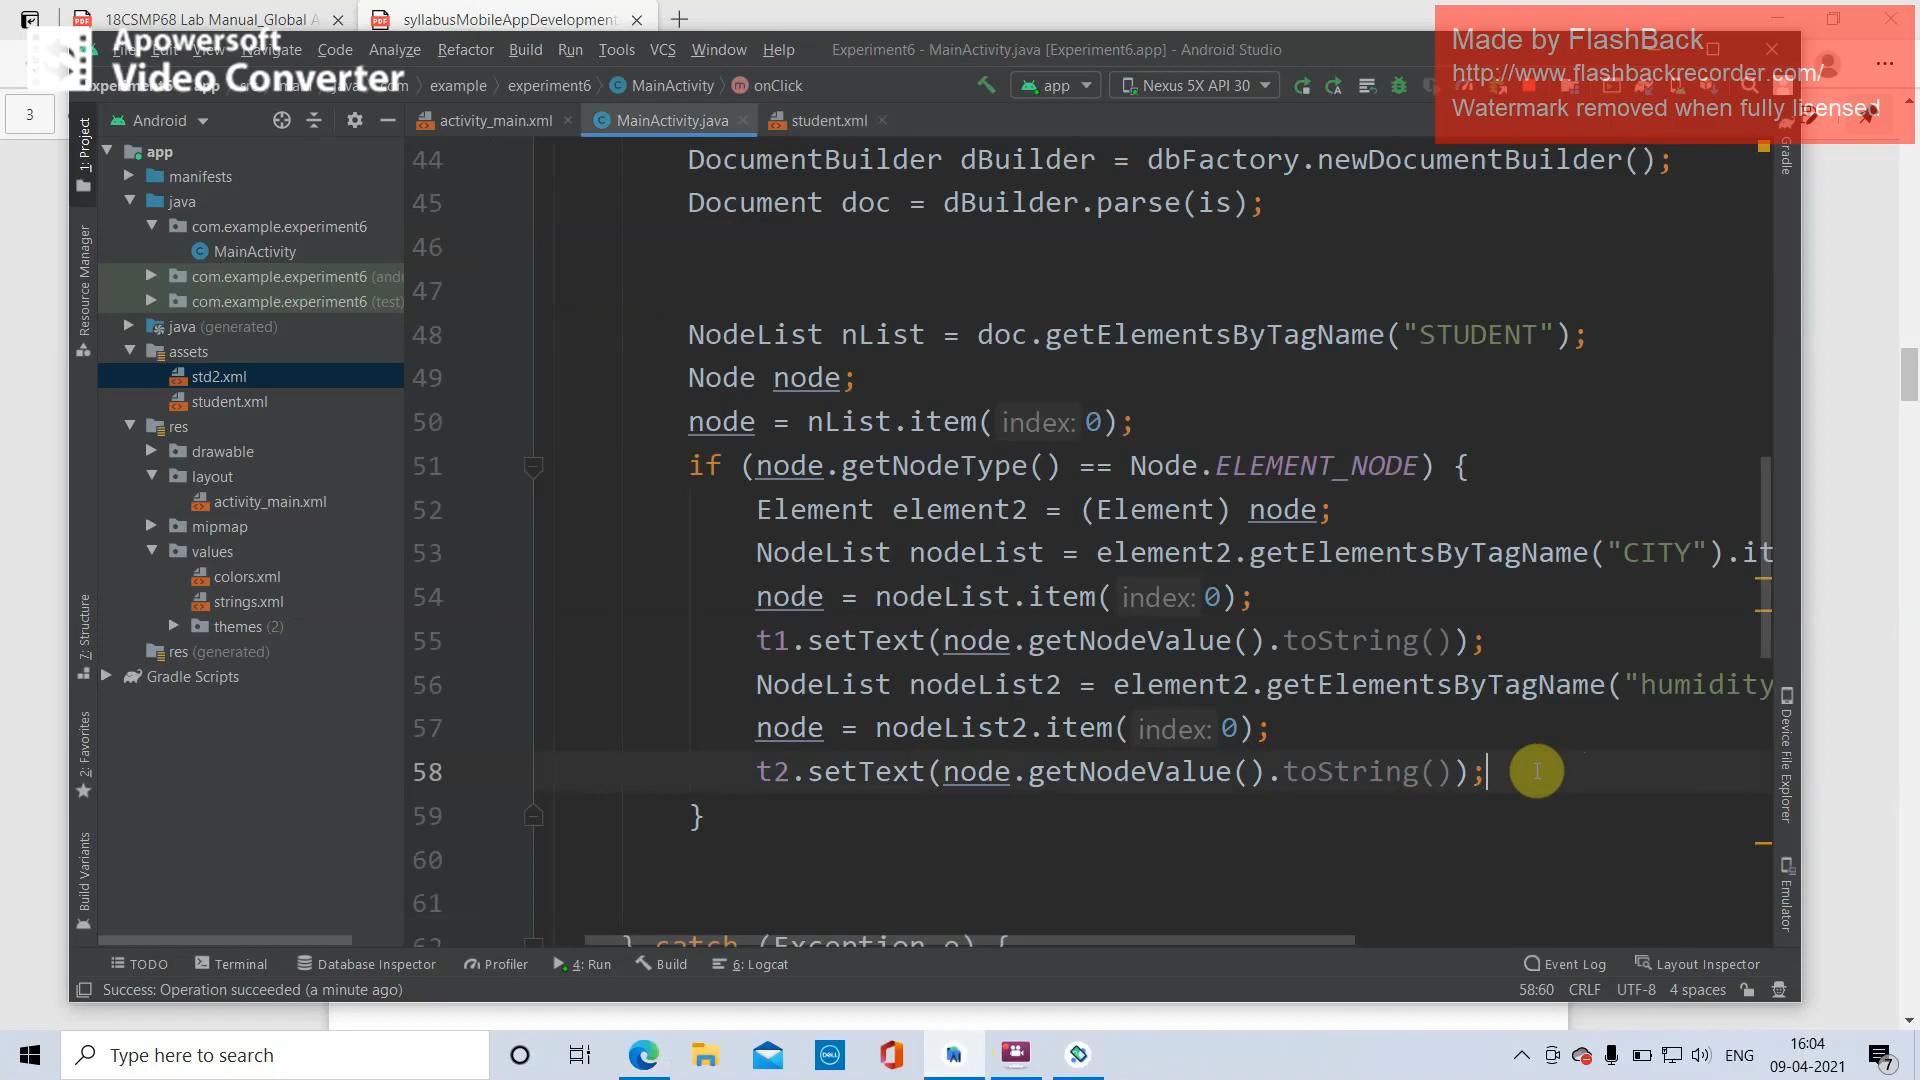 18CSMP68 Lab Manual_Global A
syllabusMobileAppDevelopment
Made by FlashBack
http://www.flashbackrecorder.com/
Watermark removed when fully licensed
Apowersoft
Video Converter
File Edit View Navigate Code Analyze Refactor Build Run Tools VCS Window Help
Experiment6 - MainActivity.java [Experiment6.app] - Android Studio
example experiment6 MainActivity onClick
app Nexus 5X API 30
3
Android
activity_main.xml MainActivity.java student.xml
1: Project
Resource Manager
7: Structure
2: Favorites
Build Variants
app
manifests
java
com.example.experiment6
MainActivity
com.example.experiment6 (andr
com.example.experiment6 (test)
java (generated)
assets
std2.xml
student.xml
res
drawable
layout
activity_main.xml
mipmap
values
colors.xml
strings.xml
themes (2)
res (generated)
Gradle Scripts
44 DocumentBuilder dBuilder = dbFactory.newDocumentBuilder();
45 Document doc = dBuilder.parse(is);
46
47
48 NodeList nList = doc.getElementsByTagName("STUDENT");
49 Node node;
50 node = nList.item( index: 0);
51 if (node.getNodeType() == Node.ELEMENT_NODE) {
52 Element element2 = (Element) node;
53 NodeList nodeList = element2.getElementsByTagName("CITY").it
54 node = nodeList.item( index: 0);
55 t1.setText(node.getNodeValue().toString());
56 NodeList nodeList2 = element2.getElementsByTagName("humidity
57 node = nodeList2.item( index: 0);
58 t2.setText(node.getNodeValue().toString());
59 }
60
61
62 } catch (Exception e) {
Gradle
Device File Explorer
Emulator
TODO Terminal Database Inspector Profiler 4: Run Build 6: Logcat Event Log Layout Inspector
Success: Operation succeeded (a minute ago) 58:60 CRLF UTF-8 4 spaces
Type here to search
DELL
ENG
16:04
09-04-2021
7